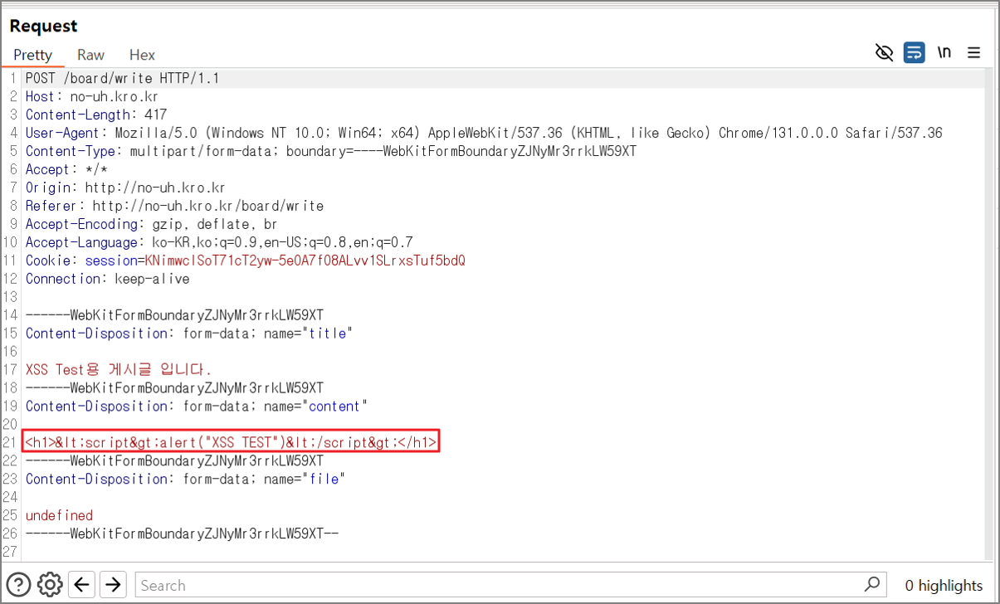 Request
Pretty Raw Hex
\n
1 POST /board/write HTTP/1.1
2 Host: no-uh.kro.kr
3 Content-Length: 417
4 User-Agent: Mozilla/5.0 (Windows NT 10.0; Win64; x64) AppleWebKit/537.36 (KHTML, like Gecko) Chrome/131.0.0.0 Safari/537.36
5 Content-Type: multipart/form-data; boundary=----WebKitFormBoundaryZJNyMr3rrkLW59XT
6 Accept: */*
7 Origin: http://no-uh.kro.kr
8 Referer: http://no-uh.kro.kr/board/write
9 Accept-Encoding: gzip, deflate, br
10 Accept-Language: ko-KR,ko;q=0.9,en-US;q=0.8,en;q=0.7
11 Cookie: session=KNimwclSoT71cT2yw-5e0A7f08ALvv1SLrxsTuf5bdQ
12 Connection: keep-alive
13
14 ------WebKitFormBoundaryZJNyMr3rrkLW59XT
15 Content-Disposition: form-data; name="title"
16
17 XSS Test용 게시글 입니다.
18 ------WebKitFormBoundaryZJNyMr3rrkLW59XT
19 Content-Disposition: form-data; name="content"
20
21 <h1>&lt;script&gt;alert("XSS TEST")&lt;/script&gt;</h1>
22 ------WebKitFormBoundaryZJNyMr3rrkLW59XT
23 Content-Disposition: form-data; name="file"
24
25 undefined
26 ------WebKitFormBoundaryZJNyMr3rrkLW59XT--
27
Search
0 highlights